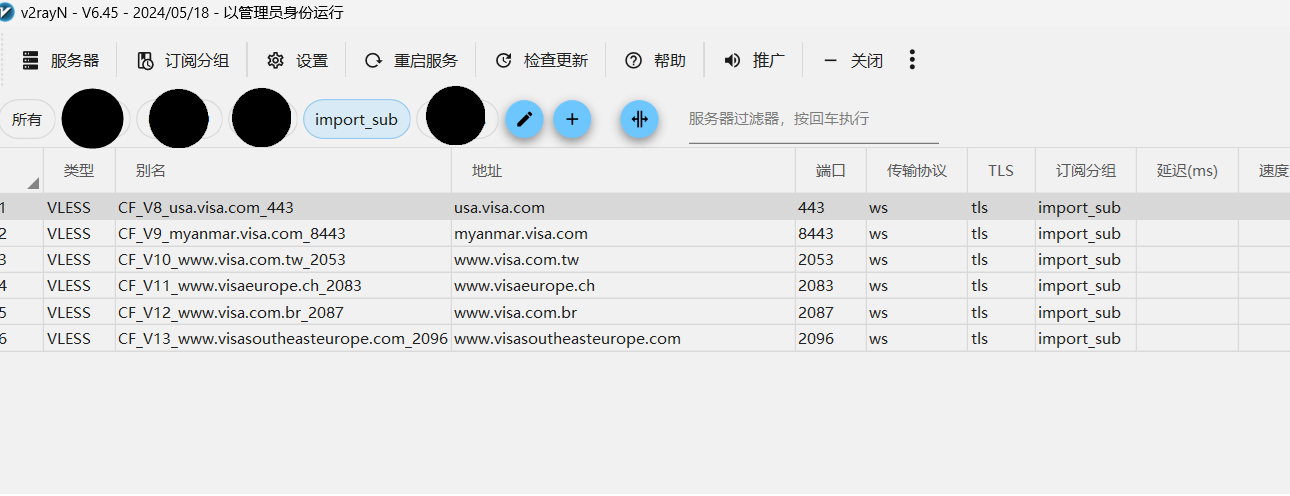 v2rayN - V6.45 - 2024/05/18 - 以管理员身份运行
服务器 订阅分组 设置 重启服务 检查更新 帮助 推广 关闭
所有 import_sub 服务器过滤器，按回车执行
类型 别名 地址 端口 传输协议 TLS 订阅分组 延迟(ms) 速度
1 VLESS CF_V8_usa.visa.com_443 usa.visa.com 443 ws tls import_sub
2 VLESS CF_V9_myanmar.visa.com_8443 myanmar.visa.com 8443 ws tls import_sub
3 VLESS CF_V10_www.visa.com.tw_2053 www.visa.com.tw 2053 ws tls import_sub
4 VLESS CF_V11_www.visaeurope.ch_2083 www.visaeurope.ch 2083 ws tls import_sub
5 VLESS CF_V12_www.visa.com.br_2087 www.visa.com.br 2087 ws tls import_sub
6 VLESS CF_V13_www.visasoutheasteurope.com_2096 www.visasoutheasteurope.com 2096 ws tls import_sub